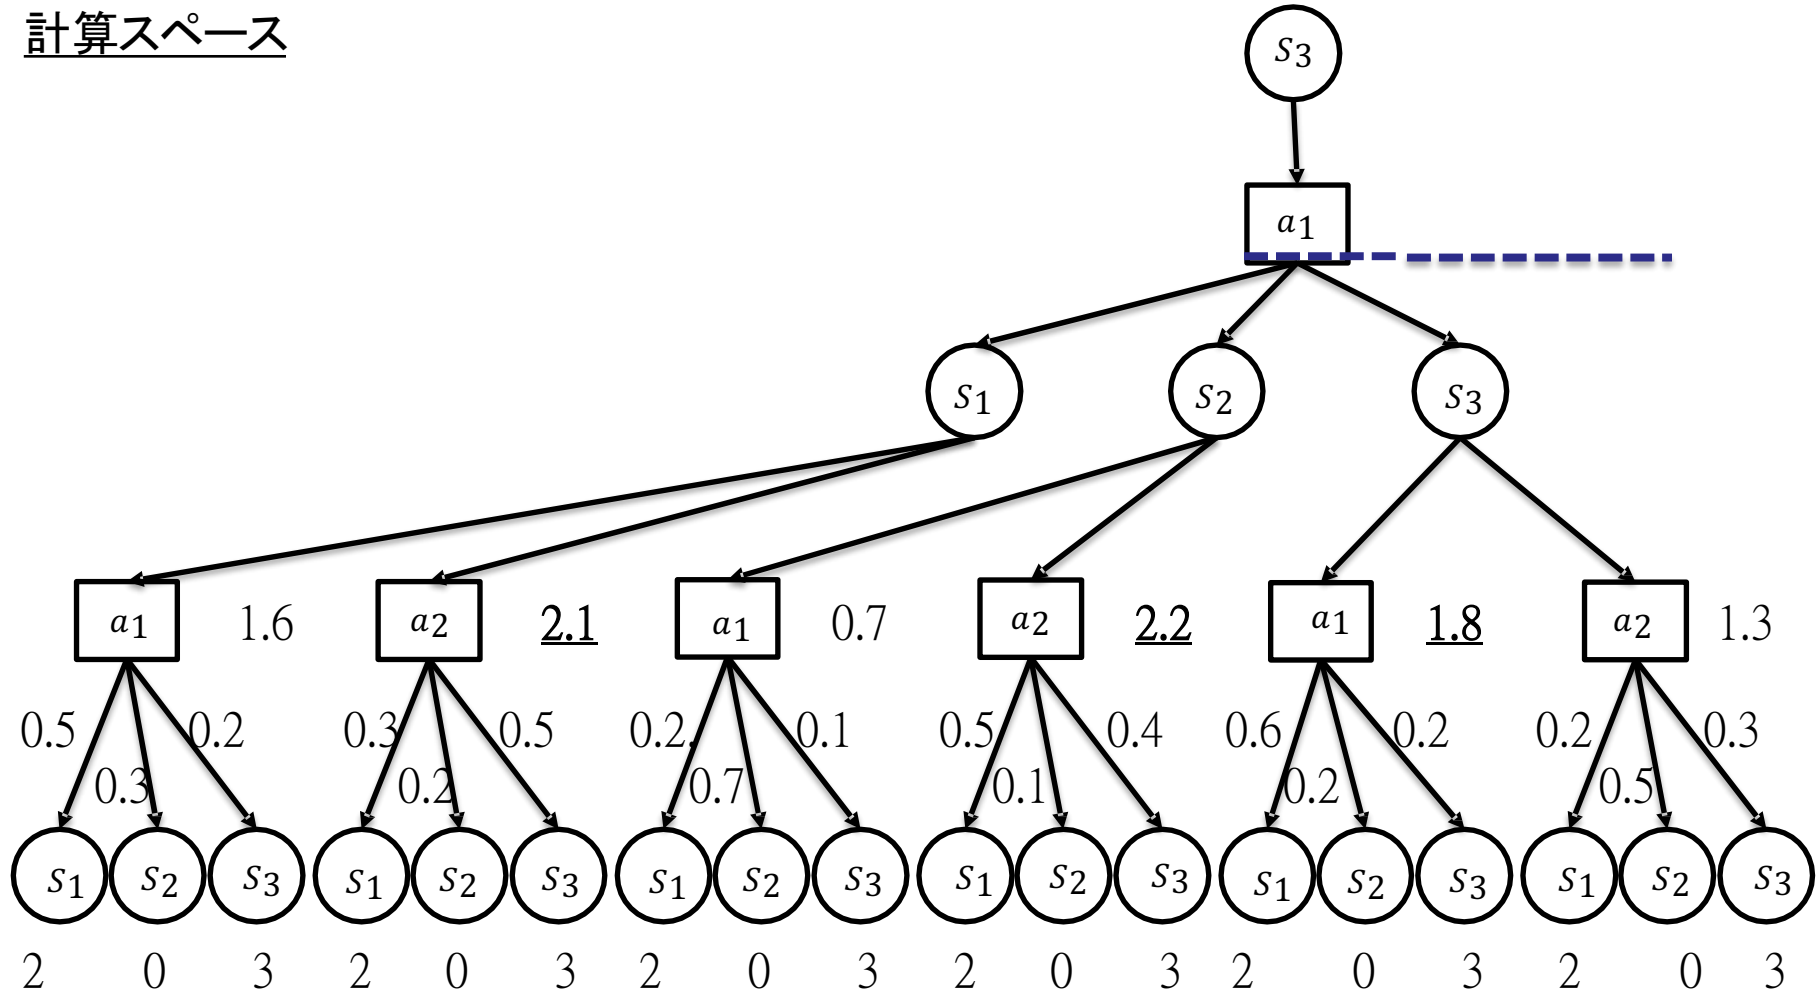 計算スペース
s3
a1
s1 s2 s3
a1 1.6 a2 2.1 a1 0.7 a2 2.2 a1 1.8 a2 1.3
0.5 0.2 0.3 0.5 0.2. 0.1 0.5 0.4 0.6 0.2 0.2 0.3
0.3 0.2 0.7 0.1 0.2 0.5
s1 s2 s3 s1 s2 s3 s1 s2 s3 s1 s2 s3 s1 s2 s3 s1 s2 s3
2 0 3 2 0 3 2 0 3 2 0 3 2 0 3 2 0 3